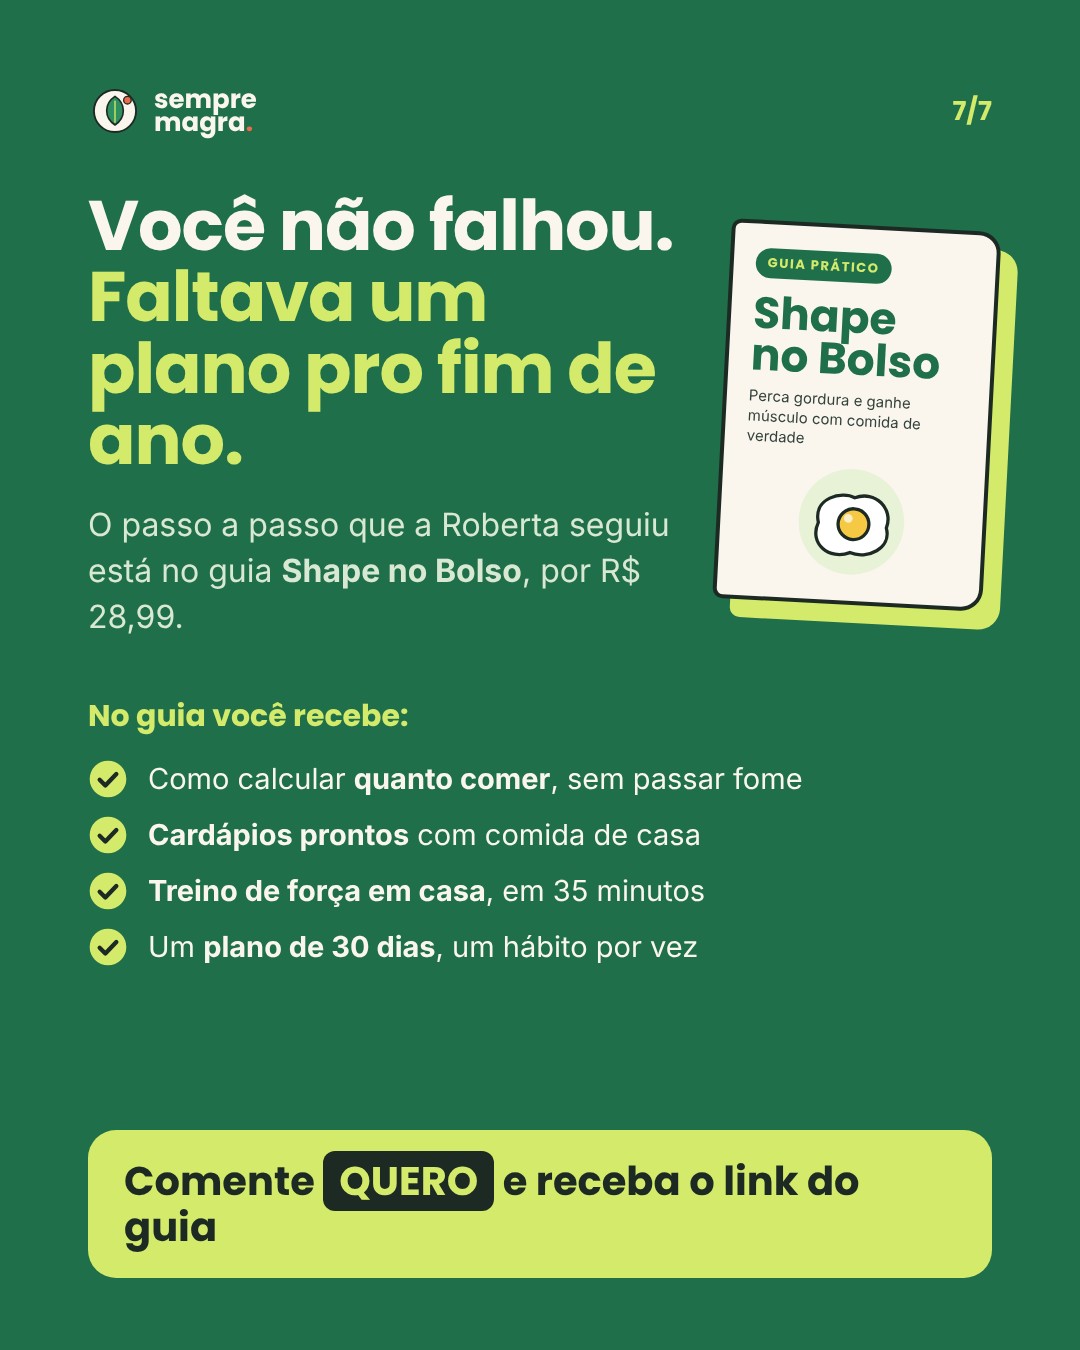 sempre
magra.
7/7
Você não falhou.
Faltava um
plano pro fim de
ano.
O passo a passo que a Roberta seguiu
está no guia Shape no Bolso, por R$
28,99.
GUIA PRÁTICO
Shape
no Bolso
Perca gordura e ganhe
músculo com comida de
verdade
No guia você recebe:
Como calcular quanto comer, sem passar fome
Cardápios prontos com comida de casa
Treino de força em casa, em 35 minutos
Um plano de 30 dias, um hábito por vez
Comente QUERO e receba o link do
guia